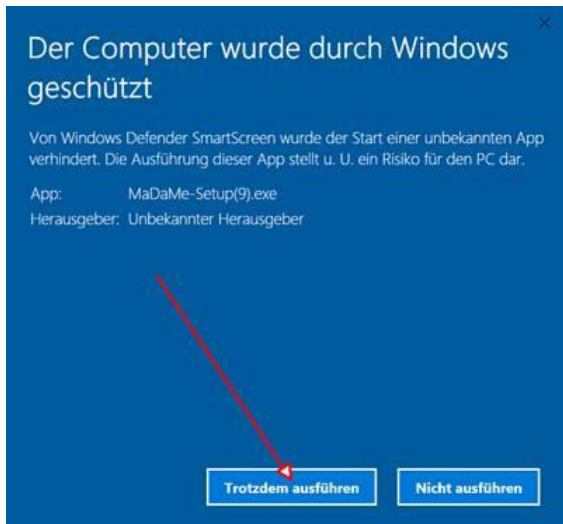 Der Computer wurde durch Windows
geschützt
Von Windows Defender SmartScreen wurde der Start einer unbekannten App
verhindert. Die Ausführung dieser App stellt u. U. ein Risiko für den PC dar.
App: MaDaMe-Setup(9).exe
Herausgeber: Unbekannter Herausgeber
Trotzdem ausführen Nicht ausführen